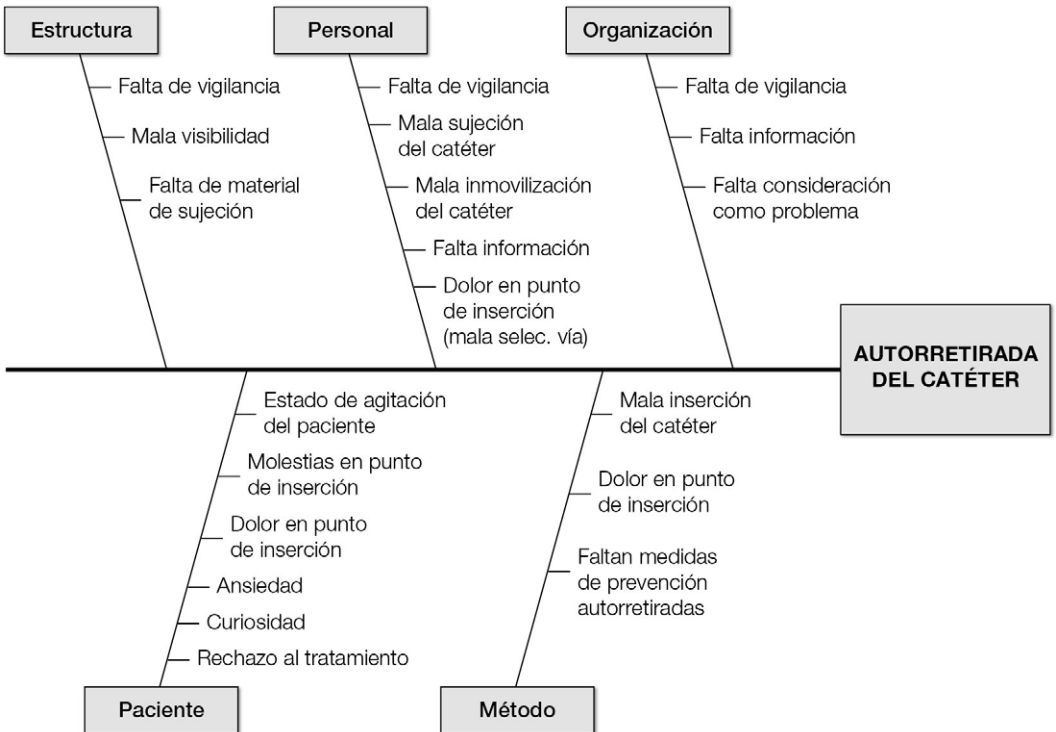 Estructura
Personal
Organización
Falta de vigilancia
Mala visibilidad
Falta de material
de sujeción
Falta de vigilancia
Mala sujeción
del catéter
Mala inmovilización
del catéter
Falta información
Dolor en punto
de inserción
(mala selec. vía)
Falta de vigilancia
Falta información
Falta consideración
como problema
AUTORRETIRADA
DEL CATÉTER
Estado de agitación
del paciente
Molestias en punto
de inserción
Dolor en punto
de inserción
Ansiedad
Curiosidad
Rechazo al tratamiento
Mala inserción
del catéter
Dolor en punto
de inserción
Faltan medidas
de prevención
autorretiradas
Paciente
Método